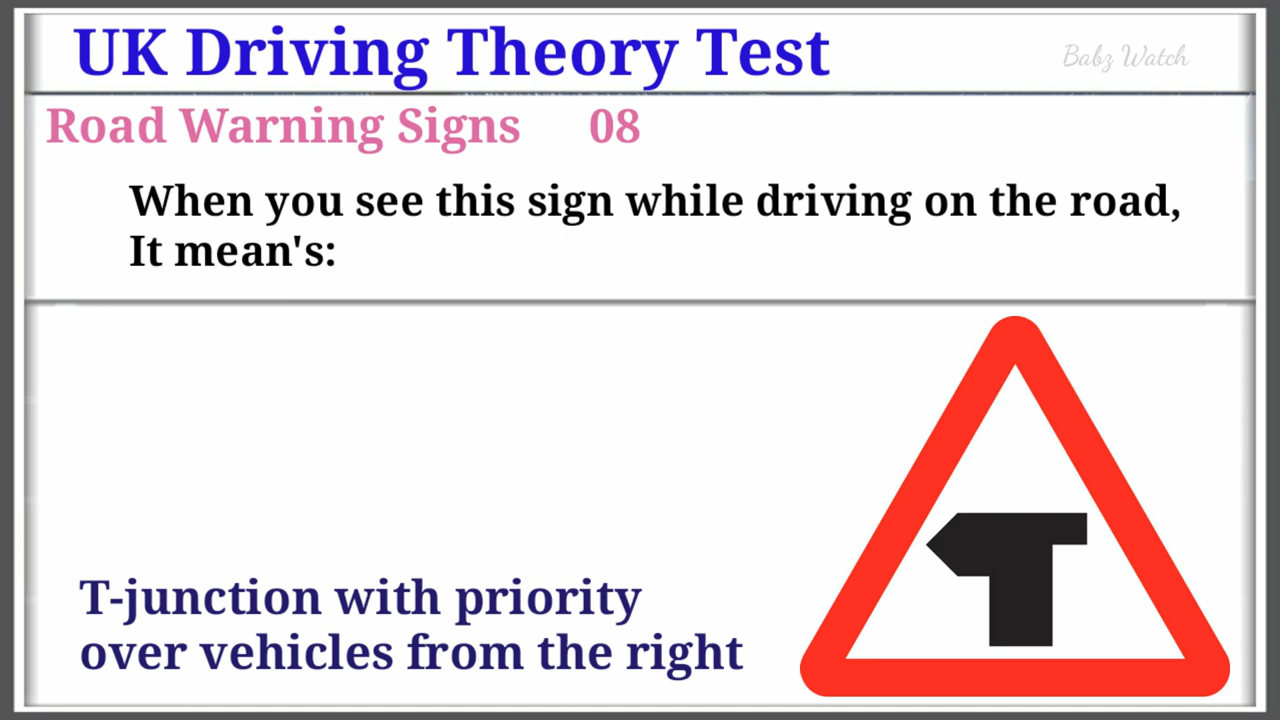 UK Driving Theory Test
Babz Watch
Road Warning Signs 08
When you see this sign while driving on the road,
It mean's:
T-junction with priority
over vehicles from the right